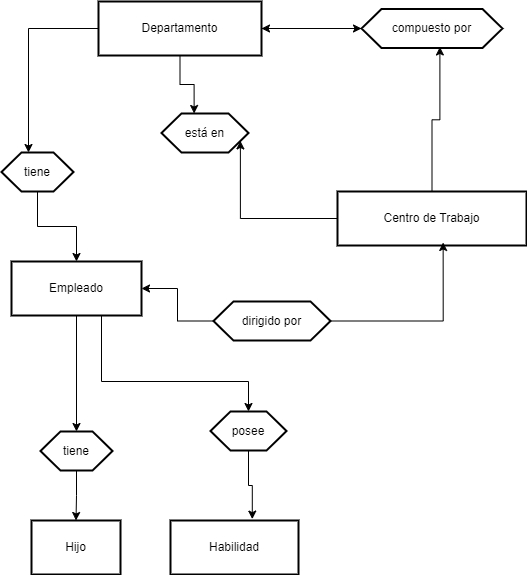 Departamento
compuesto por
está en
tiene
Centro de Trabajo
Empleado
dirigido por
tiene
posee
Hijo
Habilidad